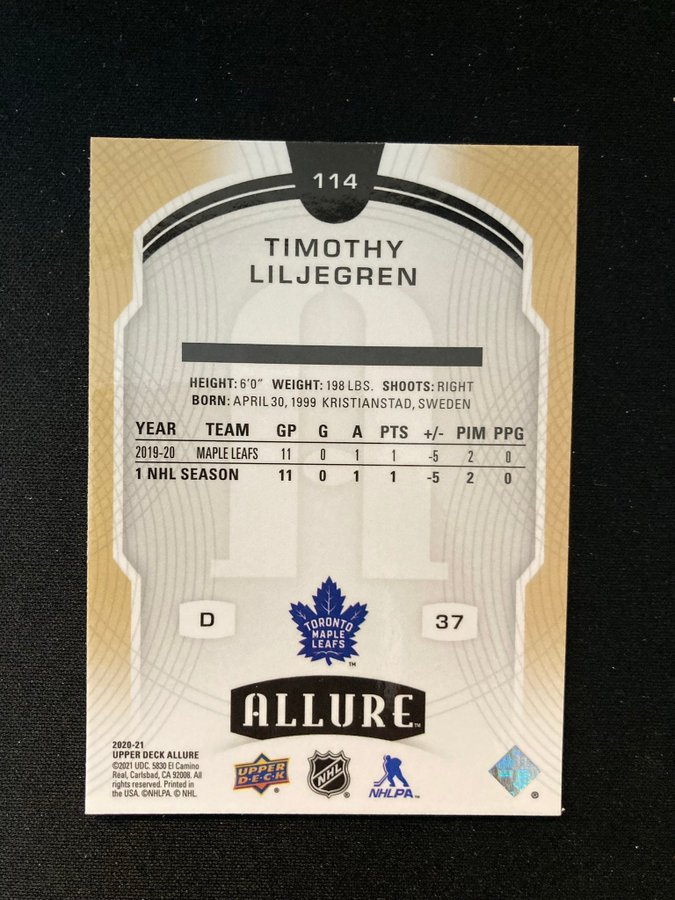 114
TIMOTHY
LILJEGREN
HEIGHT: 6'0" WEIGHT: 198 LBS. SHOOTS: RIGHT
BORN: APRIL 30, 1999 KRISTIANSTAD, SWEDEN
YEAR TEAM GP G A PTS +/- PIM PPG
2019-20 MAPLE LEAFS 11 0 1 1 -5 2 0
1 NHL SEASON 11 0 1 1 -5 2 0
D
TORONTO
MAPLE
LEAFS
TM
37
ALLURE TM
2020-21
UPPER DECK ALLURE
©2021 UDC. 5830 El Camino
Real, Carlsbad, CA 92008. All
rights reserved. Printed in
the USA. ©NHLPA. © NHL.
UPPER
DECK ®
NHL ®
NHLPA TM
®